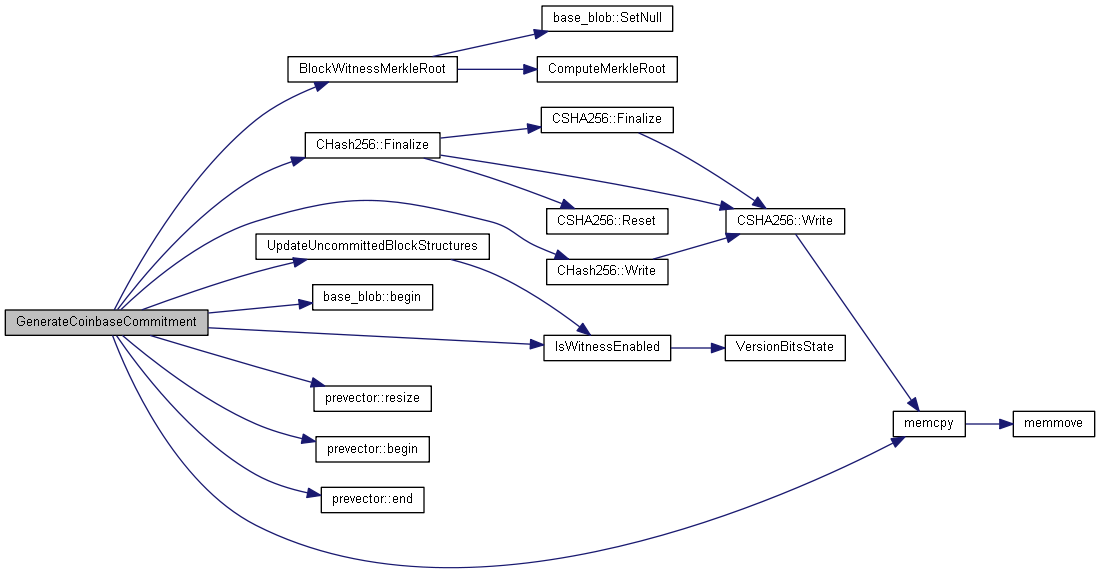 base_blob::SetNull
BlockWitnessMerkleRoot
ComputeMerkleRoot
CSHA256::Finalize
CHash256::Finalize
CSHA256::Reset
CSHA256::Write
UpdateUncommittedBlockStructures
CHash256::Write
base_blob::begin
GenerateCoinbaseCommitment
IsWitnessEnabled
VersionBitsState
prevector::resize
memcpy
memmove
prevector::begin
prevector::end